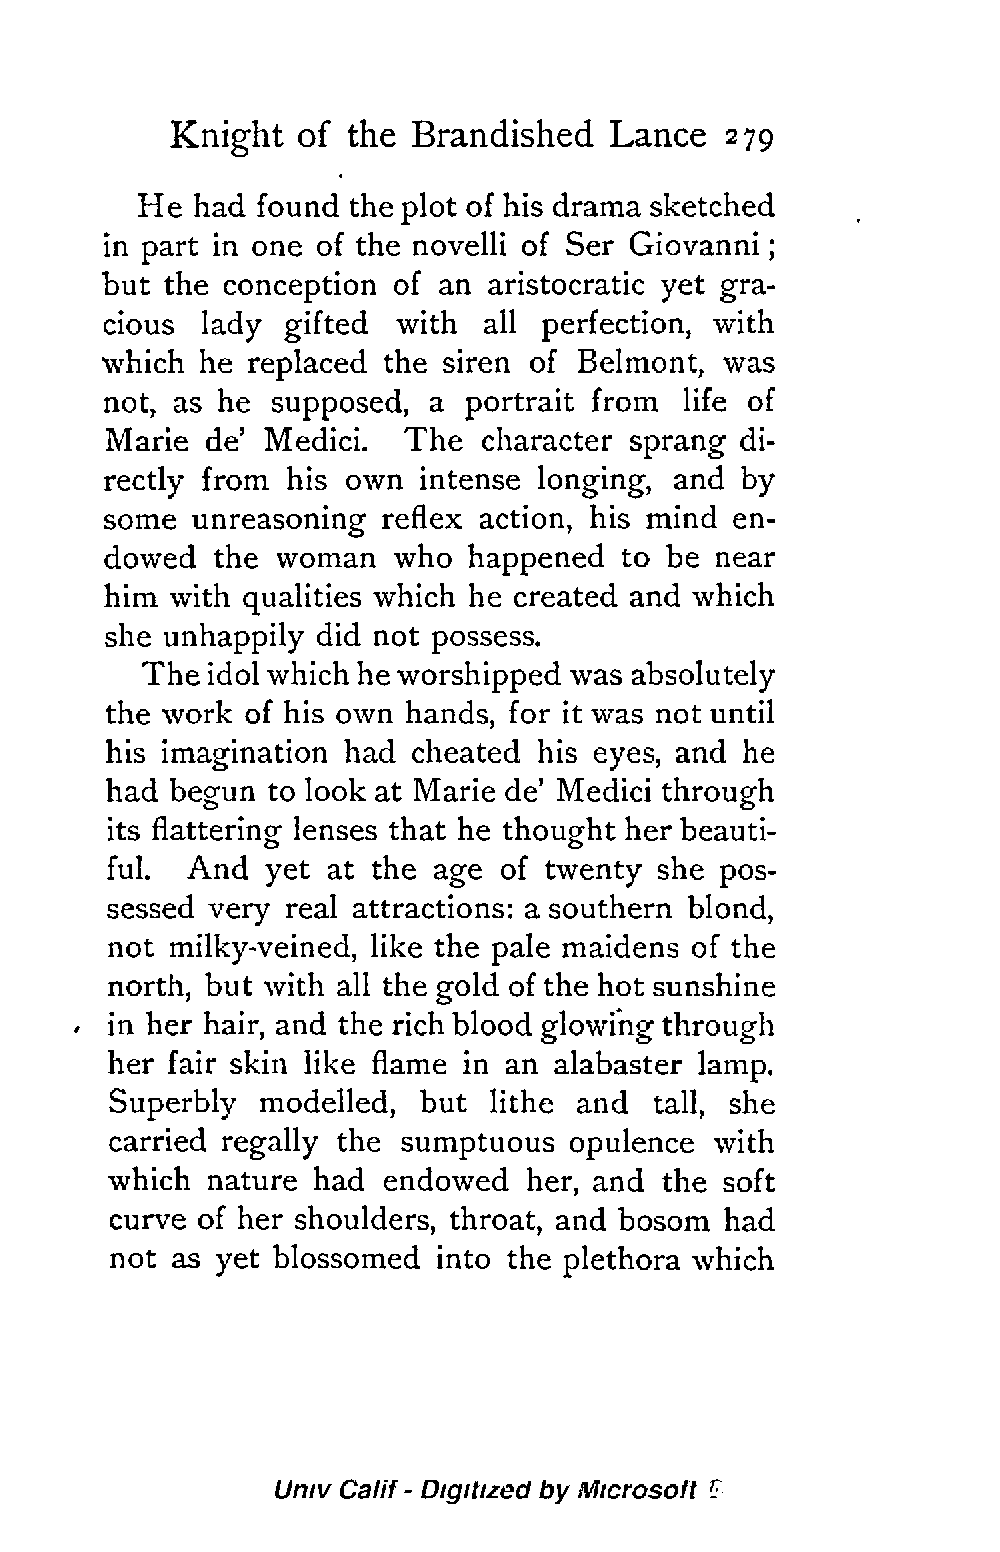 Knight of the Brandished Lance 279
He had found the plot of his drama sketched
in part in one of the novelli of Ser Giovanni;
but the conception of an aristocratic yet gra-
cious lady gifted with all perfection, with
which he replaced the siren of Belmont, was
not, as he supposed, a portrait from life of
Marie de' Medici. The character sprang di-
rectly from his own intense longing, and by
some unreasoning reflex action, his mind en-
dowed the woman who happened to be near
him with qualities which he created and which
she unhappily did not possess.
The idol which he worshipped was absolutely
the work of his own hands, for it was not until
his imagination had cheated his eyes, and he
had begun to look at Marie de' Medici through
its flattering lenses that he thought her beauti-
ful. And yet at the age of twenty she pos-
sessed very real attractions: a southern blond,
not milky-veined, like the pale maidens of the
north, but with all the gold of the hot sunshine
in her hair, and the rich blood glowing through
her fair skin like flame in an alabaster lamp.
Superbly modelled, but lithe and tall, she
carried regally the sumptuous opulence with
which nature had endowed her, and the soft
curve of her shoulders, throat, and bosom had
not as yet blossomed into the plethora which
Univ Calif - Digitized by Microsoft ®